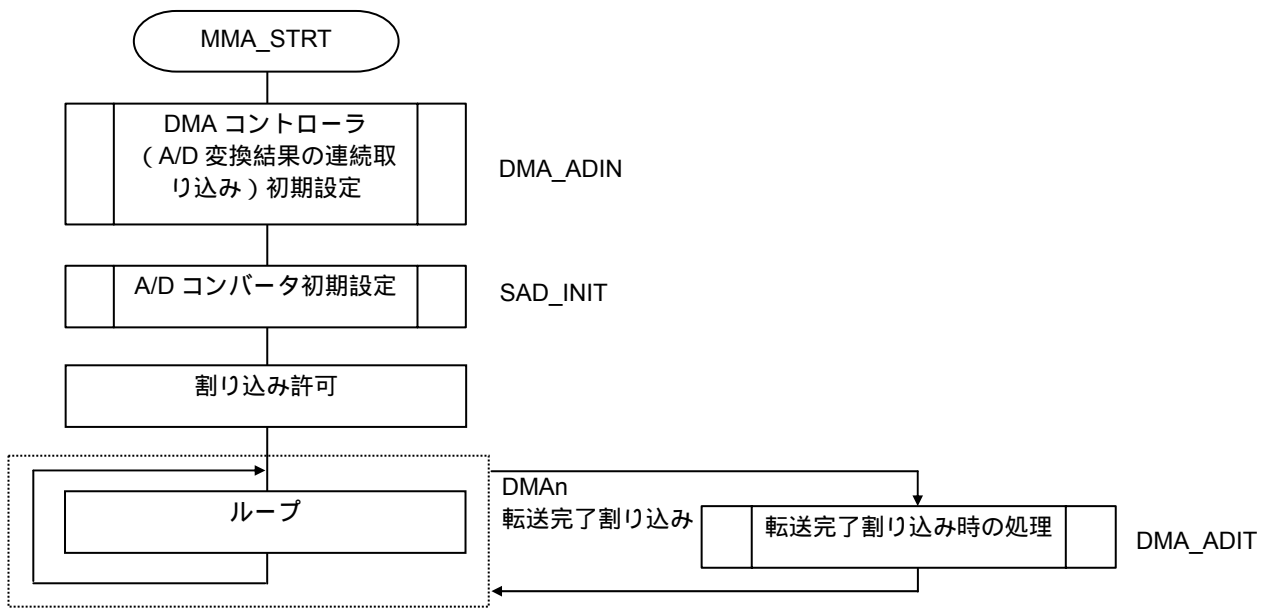 MMA_STRT
DMA コントローラ
（A/D 変換結果の連続取
り込み）初期設定
DMA_ADIN
A/D コンバータ初期設定
SAD_INIT
割り込み許可
ループ
DMAn
転送完了割り込み
転送完了割り込み時の処理
DMA_ADIT